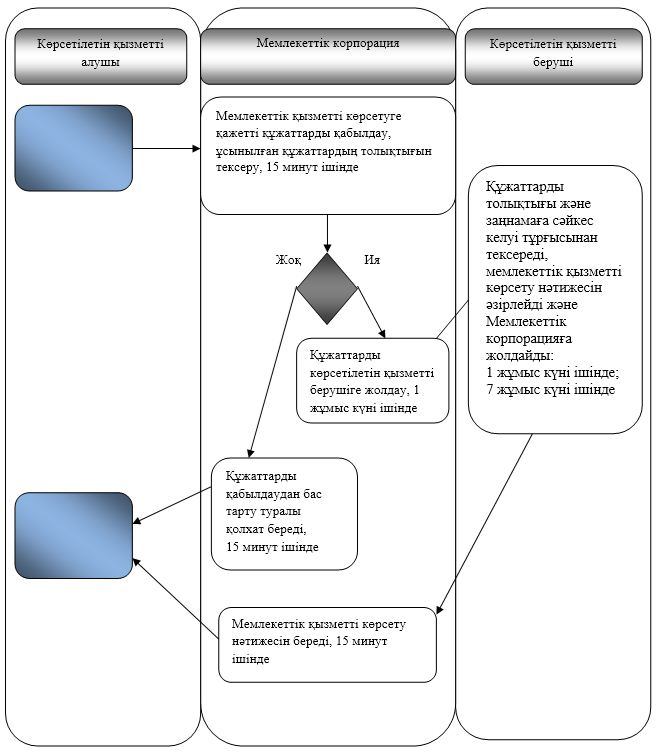 Көрсетілетін қызметті
алушы
Мемлекеттік корпорация
Көрсетілетін қызметті
беруші
Мемлекеттік қызметті көрсетуге
қажетті құжаттарды қабылдау,
ұсынылған құжаттардың толықтығын
тексеру, 15 минут ішінде
Құжаттарды
толықтығы және
заңнамаға сәйкес
келуі тұрғысынан
тексереді,
мемлекеттік қызметті
көрсету нәтижесін
әзірлейді және
Мемлекеттік
корпорацияға
жолдайды:
1 жұмыс күні ішінде;
7 жұмыс күні ішінде
Жоқ
Ия
Құжаттарды
көрсетілетін қызметті
берушіге жолдау, 1
жұмыс күні ішінде
Құжаттарды
қабылдаудан бас
тарту туралы
қолхат береді,
15 минут ішінде
Мемлекеттік қызметті көрсету
нәтижесін береді, 15 минут
ішінде